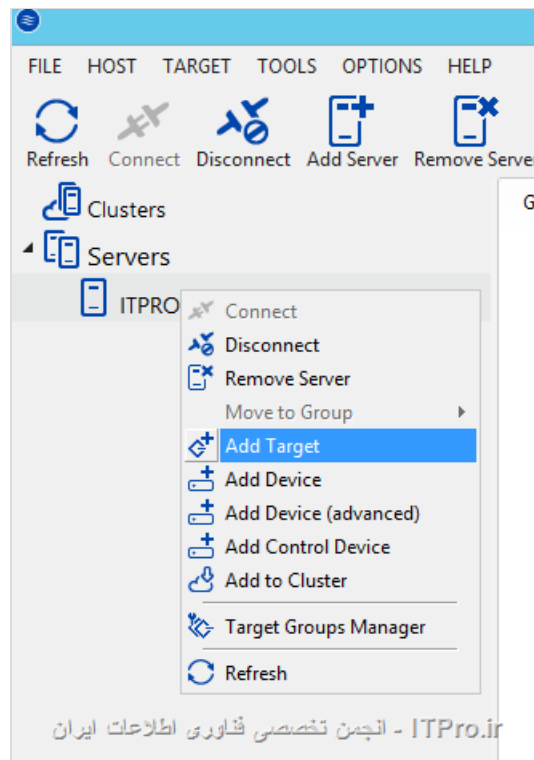 FILE HOST TARGET TOOLS OPTIONS HELP
Refresh Connect Disconnect Add Server Remove Serve
Clusters
G
Servers
ITPRO
Connect
Disconnect
Remove Server
Move to Group
Add Target
Add Device
Add Device (advanced)
Add Control Device
Add to Cluster
Target Groups Manager
Refresh
ITPro.ir - انجمن تخصصی فناوری اطلاعات ایران